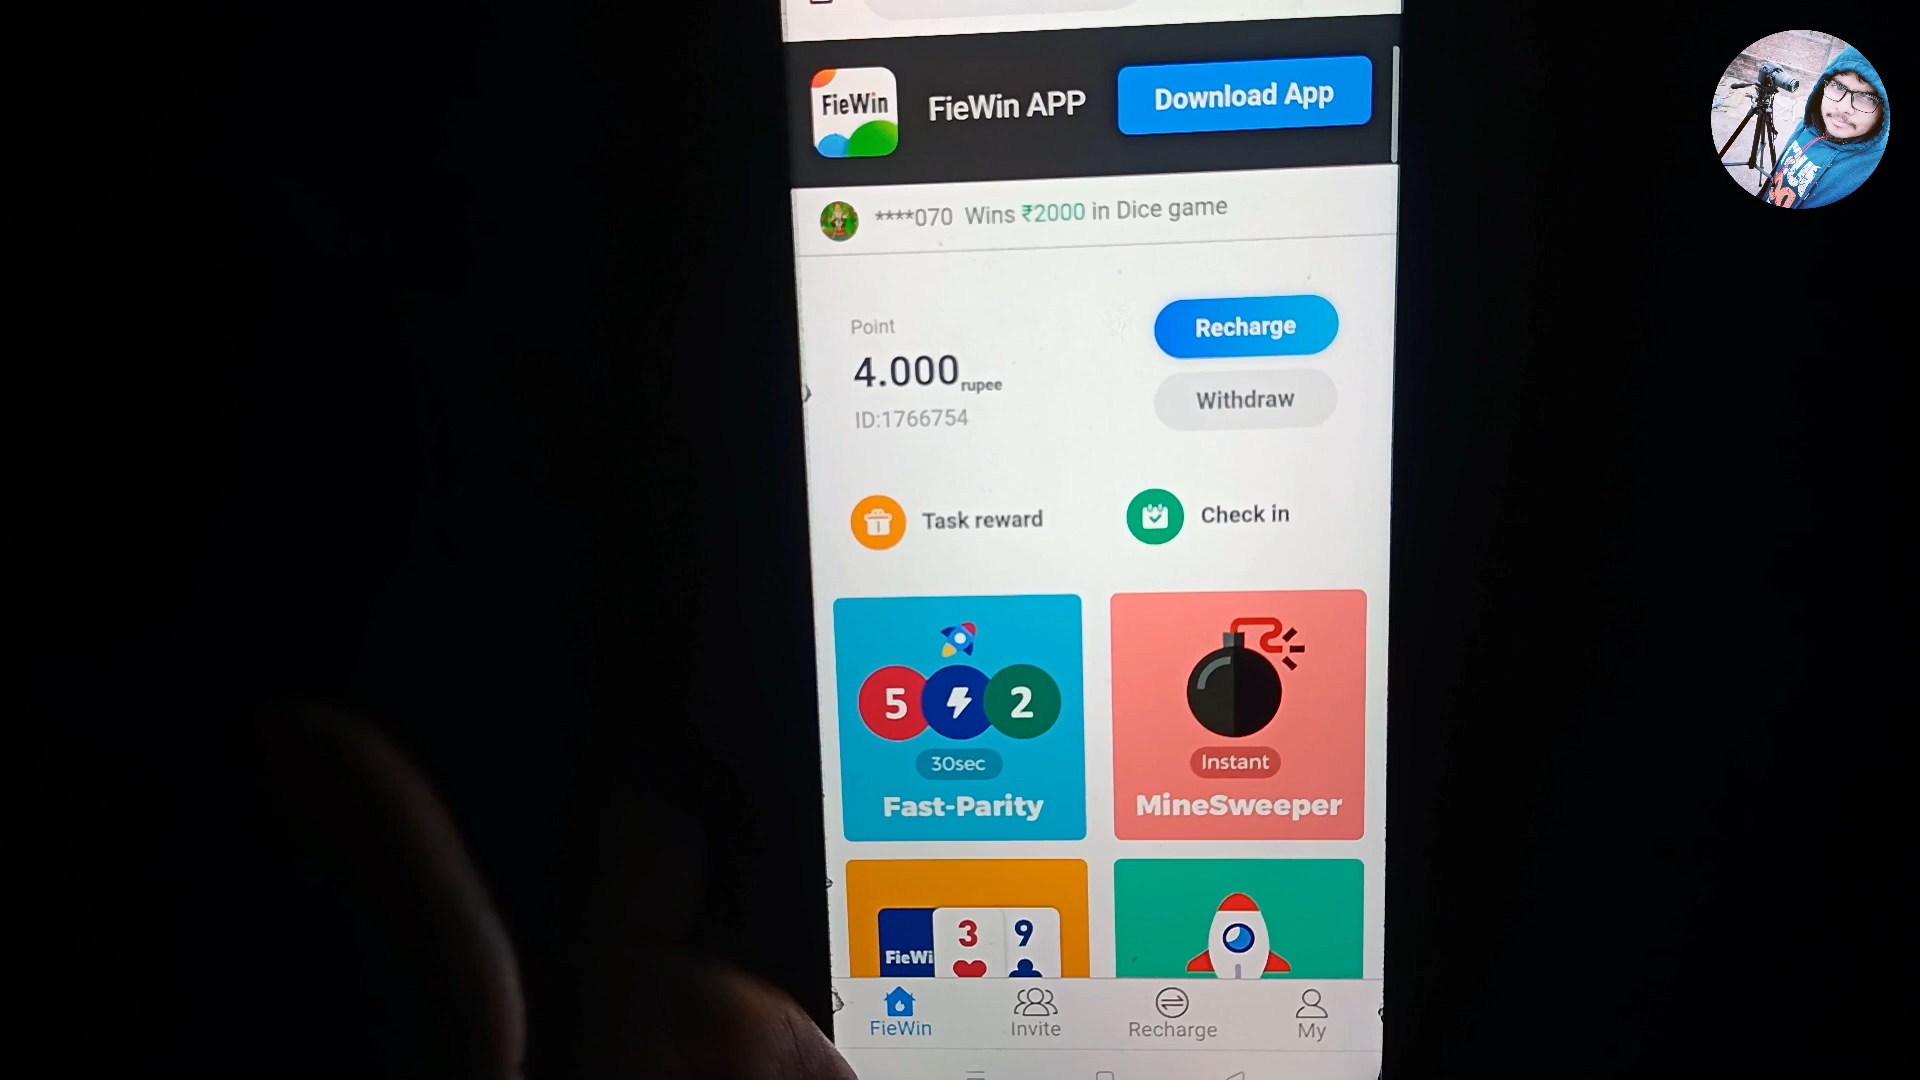 FieWin
FieWin APP
Download App
****070 Wins ₹2000 in Dice game
Point
4.000 rupee
ID:1766754
Recharge
Withdraw
Task reward
Check in
5 2
30sec
Fast-Parity
Instant
MineSweeper
FieWi
3 9
FieWin
Invite
Recharge
My